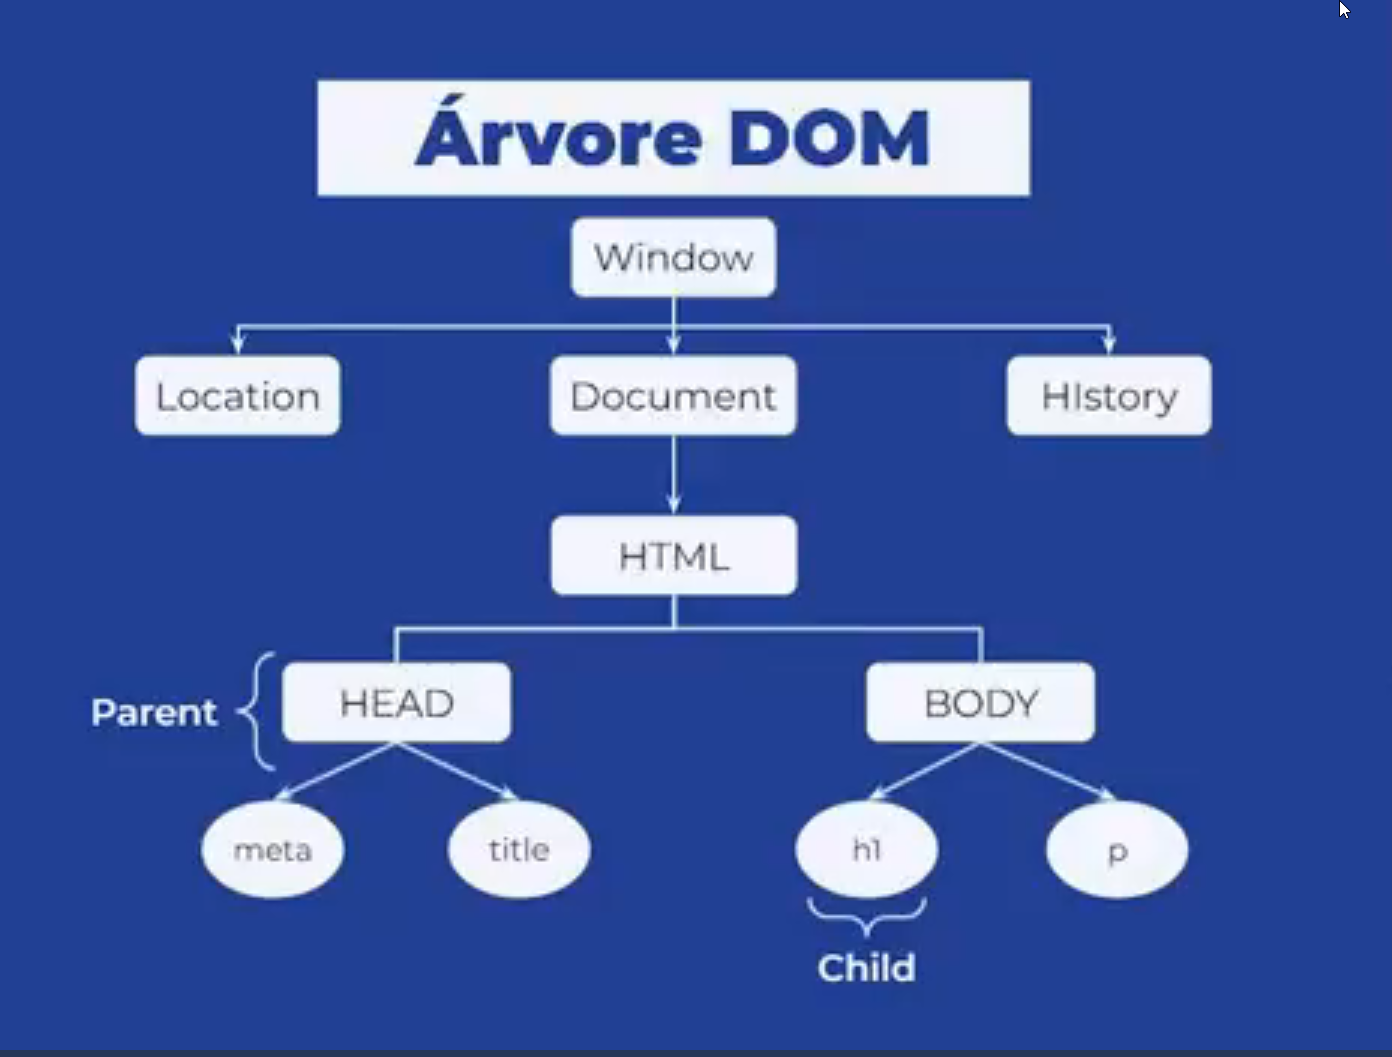 Árvore DOM
Window
Location
Document
HIstory
HTML
Parent
HEAD
BODY
meta
title
h1
p
Child